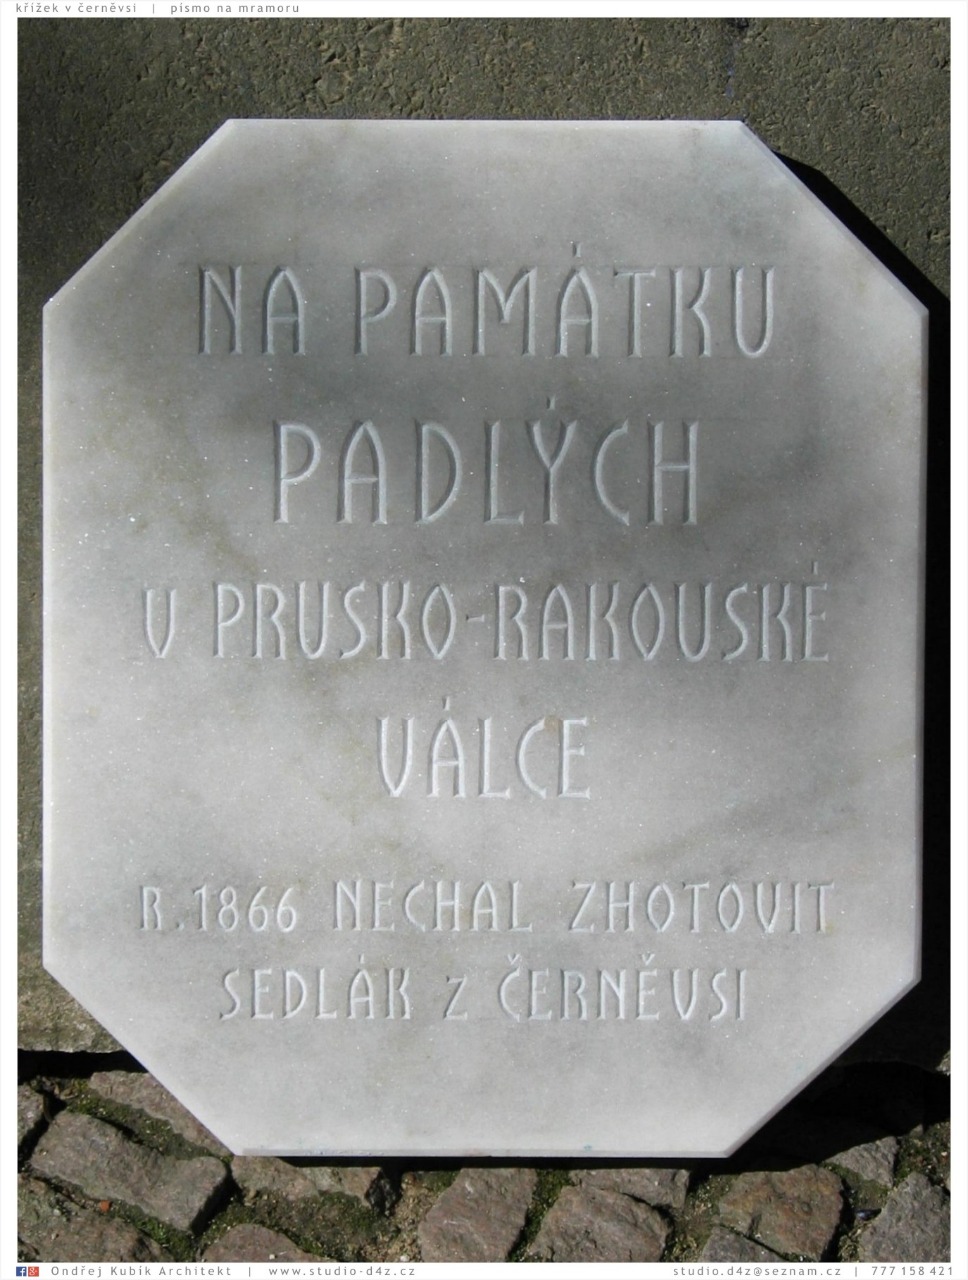 křížek v černěvsi | písmo na mramoru
NA PAMÁTKU
PADLÝCH
V PRUSKO-RAKOUSKÉ
VÁLCE
R.1866 NECHAL ZHOTOVIT
SEDLÁK Z ČERNĚVSI
Ondřej Kubík Architekt | www.studio-d4z.cz studio.d4z@seznam.cz | 777 158 421